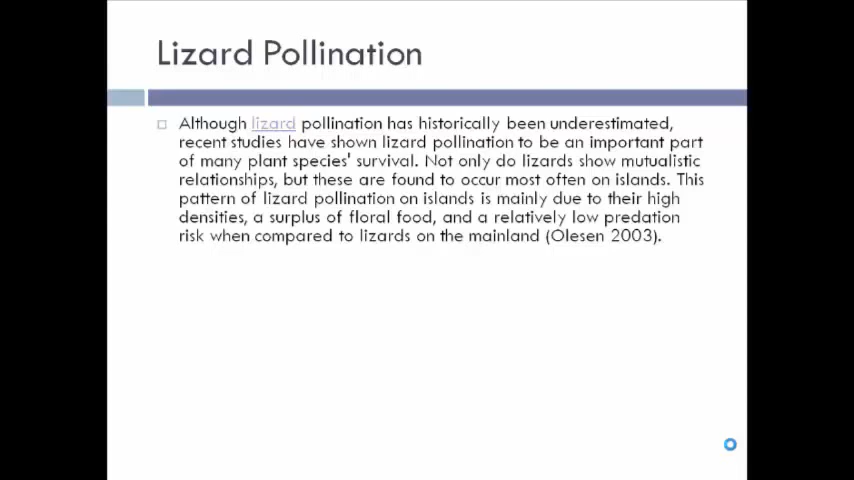 Lizard Pollination
Although lizard pollination has historically been underestimated,
recent studies have shown lizard pollination to be an important part
of many plant species' survival. Not only do lizards show mutualistic
relationships, but these are found to occur most often on islands. This
pattern of lizard pollination on islands is mainly due to their high
densities, a surplus of floral food, and a relatively low predation
risk when compared to lizards on the mainland (Olesen 2003).